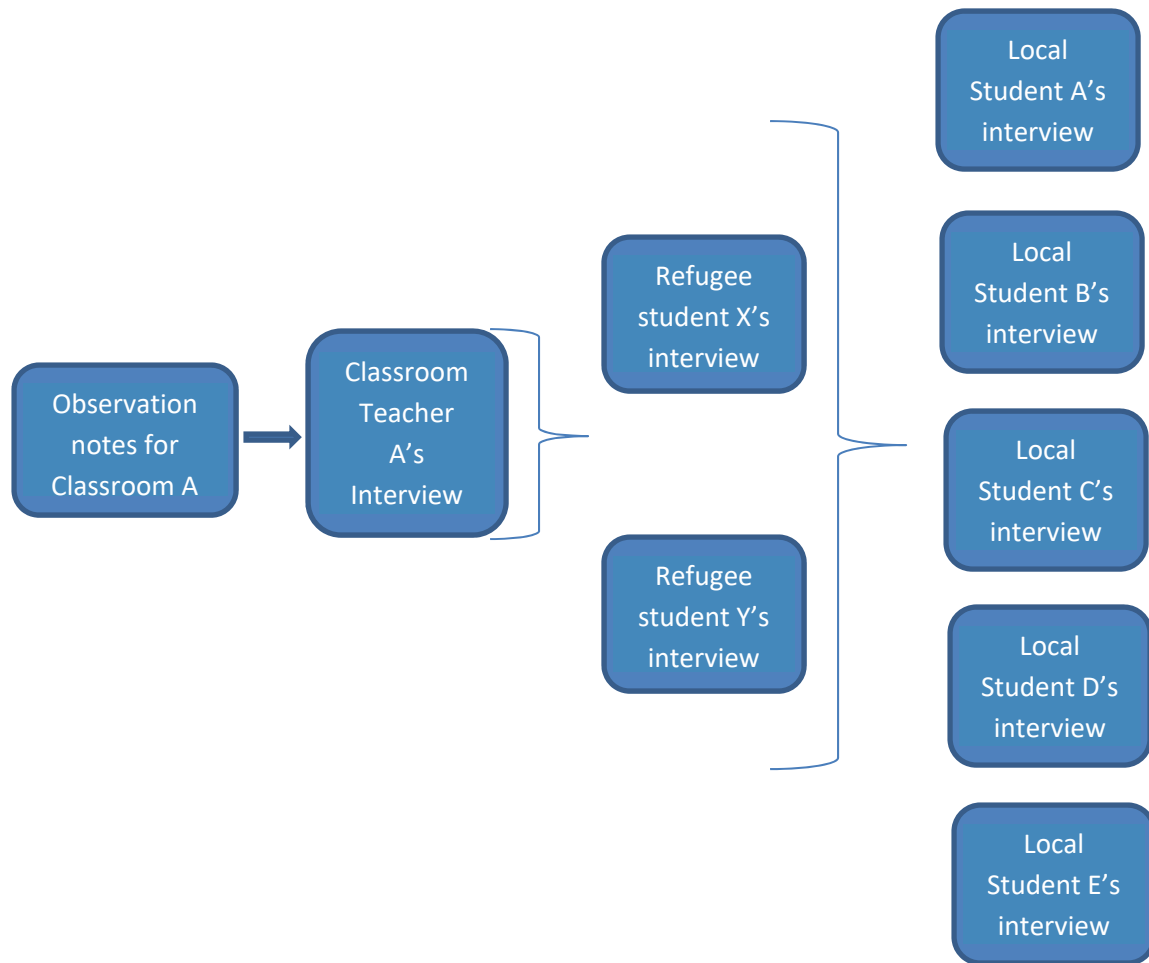 Observation
notes for
Classroom A
Classroom
Teacher
A’s
Interview
Refugee
student X’s
interview
Refugee
student Y’s
interview
Local
Student A’s
interview
Local
Student B’s
interview
Local
Student C’s
interview
Local
Student D’s
interview
Local
Student E’s
interview